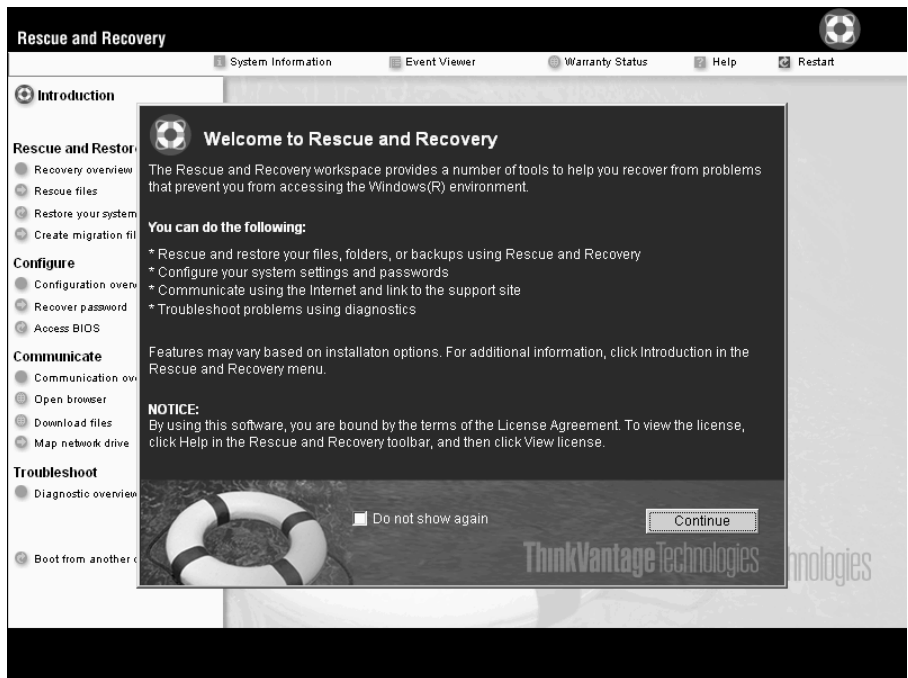 Rescue and Recovery
System Information
Event Viewer
Warranty Status
Help
Restart
Introduction
Rescue and Restor
Recovery overview
Rescue files
Restore your system
Create migration fil
Configure
Configuration over
Recover password
Access BIOS
Communicate
Communication ov
Open browser
Download files
Map network drive
Troubleshoot
Diagnostic overview
Boot from another
Welcome to Rescue and Recovery
The Rescue and Recovery workspace provides a number of tools to help you recover from problems
that prevent you from accessing the Windows(R) environment.
You can do the following:
* Rescue and restore your files, folders, or backups using Rescue and Recovery
* Configure your system settings and passwords
* Communicate using the Internet and link to the support site
* Troubleshoot problems using diagnostics
Features may vary based on installaton options. For additional information, click Introduction in the
Rescue and Recovery menu.
NOTICE:
By using this software, you are bound by the terms of the License Agreement. To view the license,
click Help in the Rescue and Recovery toolbar, and then click View license.
Do not show again
Continue
ThinkVantage Technologies
hnologies